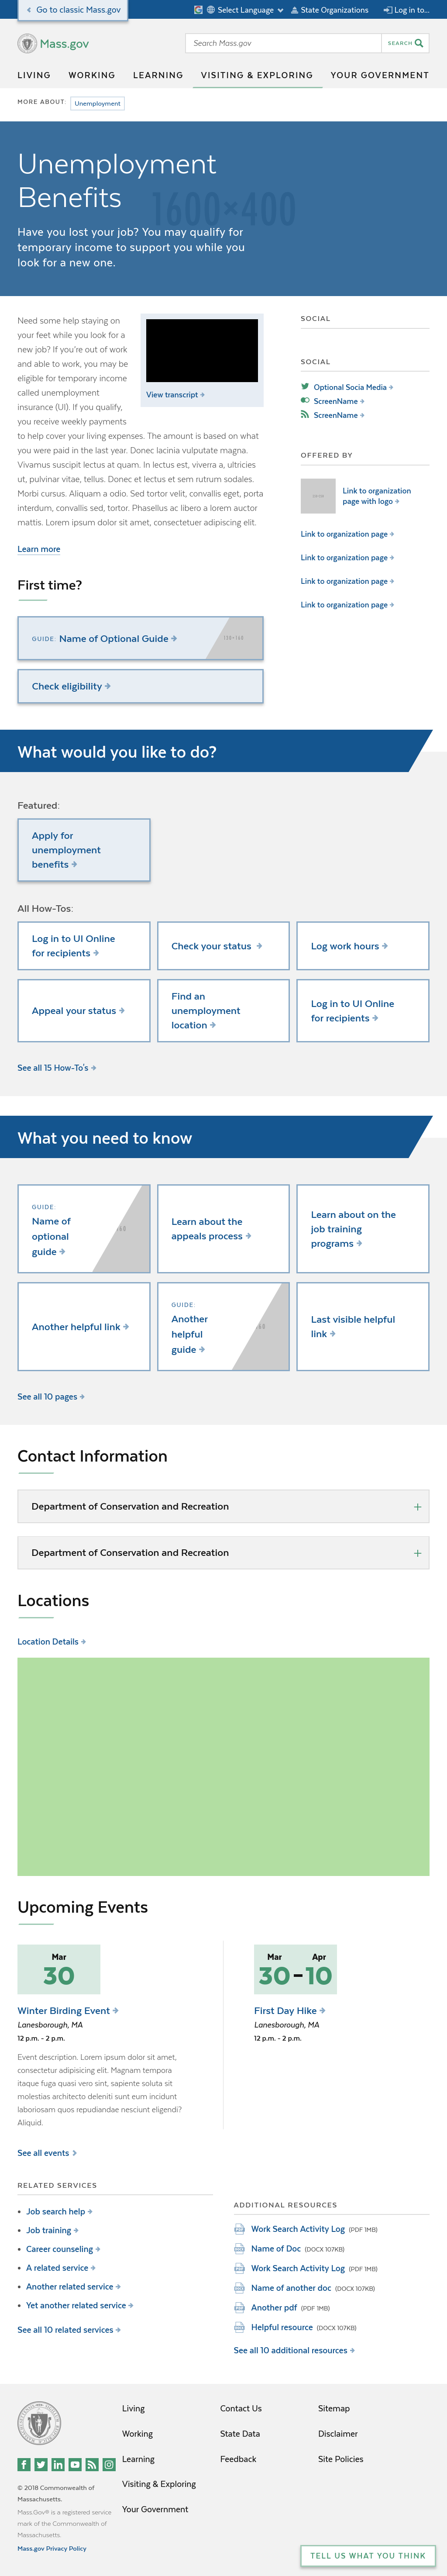 Go to classic Mass.gov
Select Language
State Organizations
Log in to...
Mass.gov
Search Mass.gov
SEARCH
LIVING
WORKING
LEARNING
VISITING & EXPLORING
YOUR GOVERNMENT
MORE ABOUT:
Unemployment
1600×400
Unemployment
Benefits
Have you lost your job? You may qualify for
temporary income to support you while you
look for a new one.
Need some help staying on
your feet while you look for a
new job? If you're out of work
and able to work, you may be
eligible for temporary income
called unemployment
insurance (UI). If you qualify,
you receive weekly payments
to help cover your living expenses. The amount is based on what
you were paid in the last year. Donec lacinia vulputate magna.
Vivamus suscipit lectus at quam. In lectus est, viverra a, ultricies
ut, pulvinar vitae, tellus. Donec et lectus et sem rutrum sodales.
Morbi cursus. Aliquam a odio. Sed tortor velit, convallis eget, porta
interdum, convallis sed, tortor. Phasellus ac libero a lorem auctor
mattis. Lorem ipsum dolor sit amet, consectetuer adipiscing elit.
View transcript
Learn more
First time?
GUIDE: Name of Optional Guide
Check eligibility
SOCIAL
SOCIAL
Optional Socia Media
ScreenName
ScreenName
OFFERED BY
Link to organization
page with logo
Link to organization page
Link to organization page
Link to organization page
Link to organization page
What would you like to do?
Featured:
Apply for
unemployment
benefits
All How-Tos:
Log in to UI Online
for recipients
Check your status
Log work hours
Appeal your status
Find an
unemployment
location
Log in to UI Online
for recipients
See all 15 How-To's
What you need to know
GUIDE:
Name of
optional
guide
Learn about the
appeals process
Learn about on the
job training
programs
Another helpful link
GUIDE:
Another
helpful
guide
Last visible helpful
link
See all 10 pages
Contact Information
Department of Conservation and Recreation
Department of Conservation and Recreation
Locations
Location Details
Upcoming Events
Mar
30
Winter Birding Event
Lanesborough, MA
12 p.m. - 2 p.m.
Event description. Lorem ipsum dolor sit amet,
consectetur adipisicing elit. Magnam tempora
itaque fuga quasi vero sint, sapiente soluta sit
molestias architecto deleniti sunt eum incidunt
laboriosam quos repudiandae nesciunt eligendi?
Aliquid.
Mar Apr
30-10
First Day Hike
Lanesborough, MA
12 p.m. - 2 p.m.
See all events
RELATED SERVICES
Job search help
Job training
Career counseling
A related service
Another related service
Yet another related service
See all 10 related services
ADDITIONAL RESOURCES
Work Search Activity Log (PDF 1MB)
Name of Doc (DOCX 107KB)
Work Search Activity Log (PDF 1MB)
Name of another doc (DOCX 107KB)
Another pdf (PDF 1MB)
Helpful resource (DOCX 107KB)
See all 10 additional resources
Living
Working
Learning
Visiting & Exploring
Your Government
Contact Us
State Data
Feedback
Sitemap
Disclaimer
Site Policies
© 2018 Commonwealth of
Massachusetts.
Mass.Gov® is a registered service
mark of the Commonwealth of
Massachusetts.
Mass.gov Privacy Policy
TELL US WHAT YOU THINK